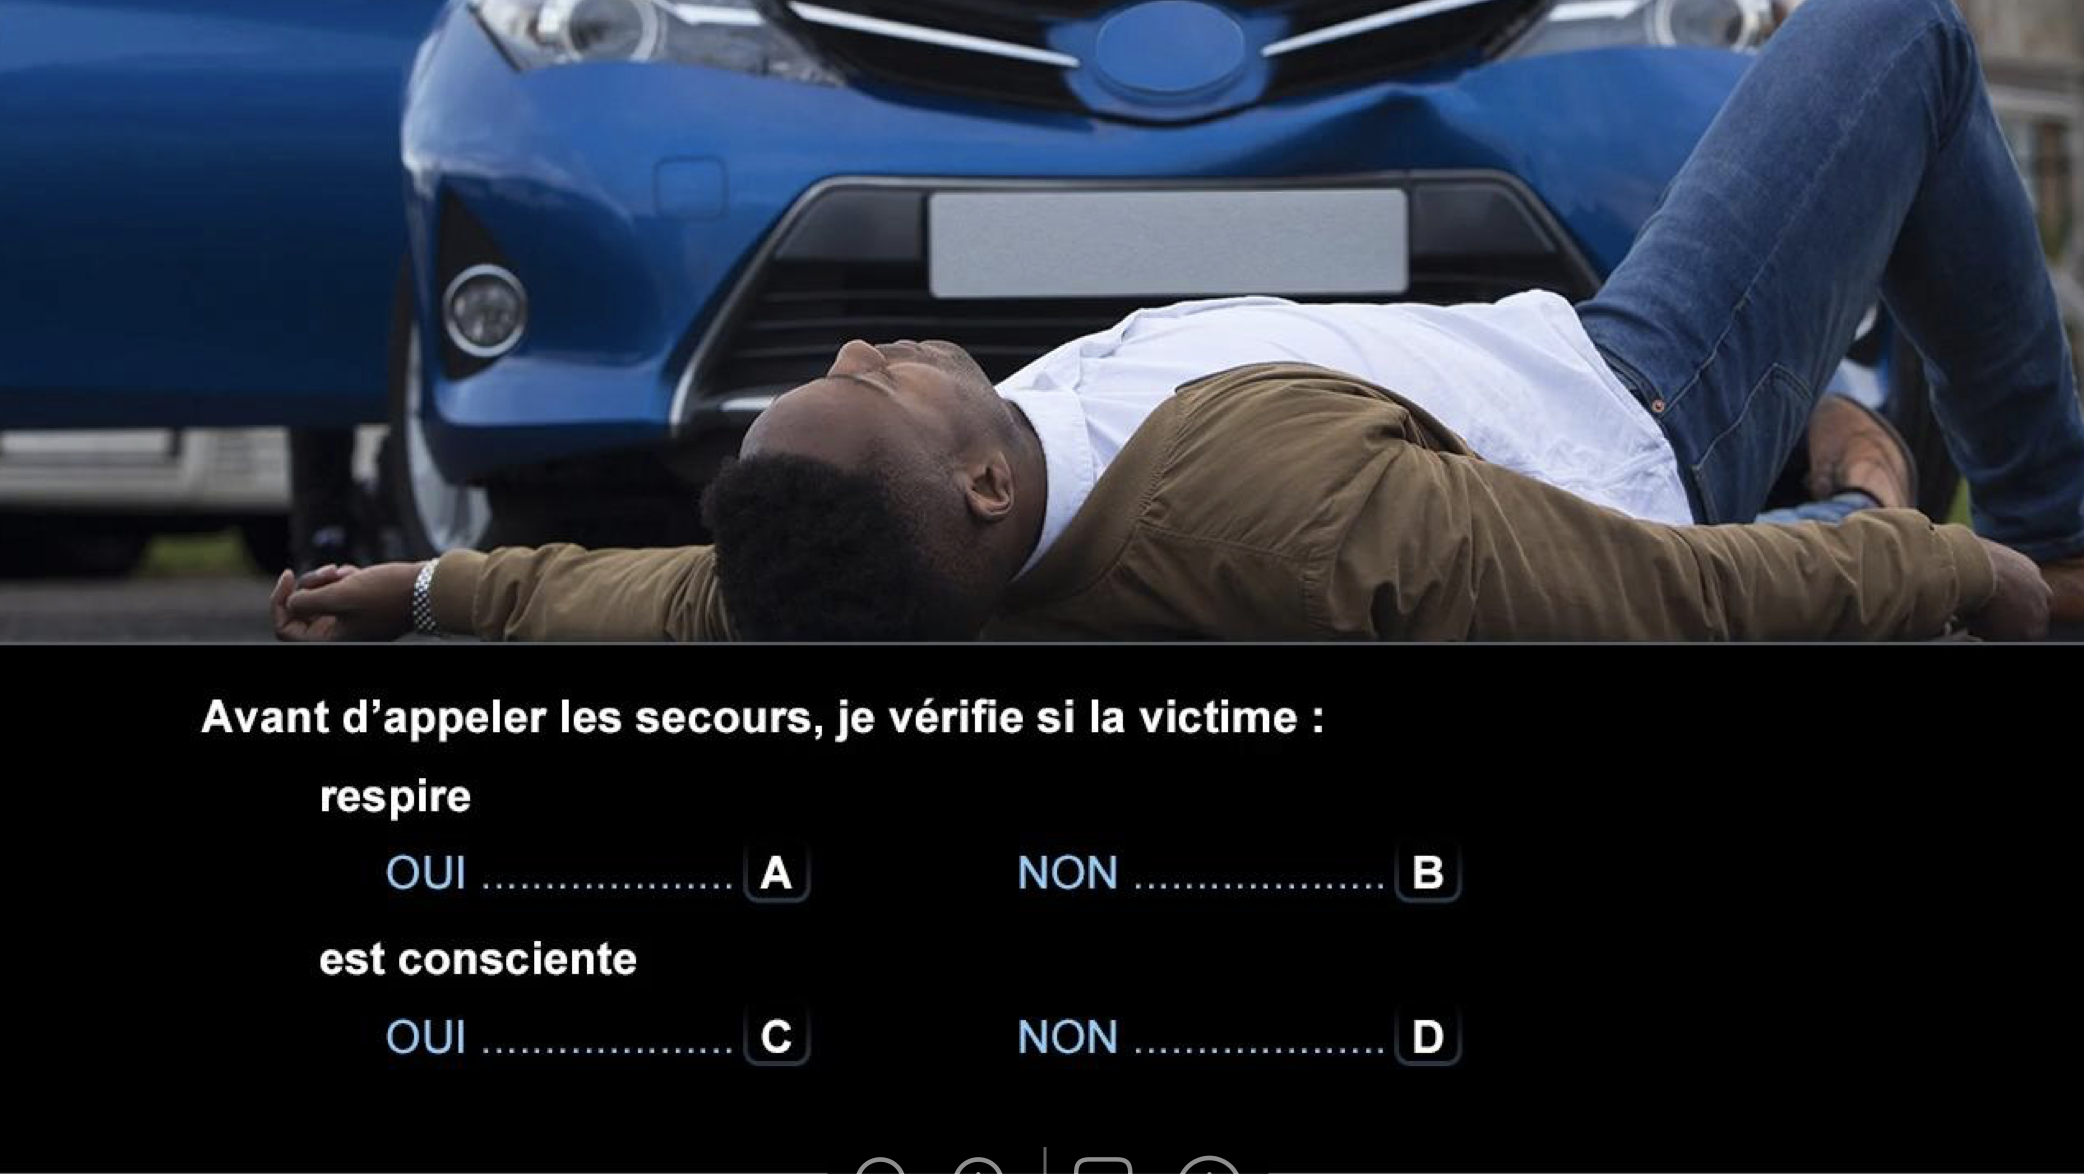 Avant d’appeler les secours, je vérifie si la victime :
respire
OUI .................... A NON .................... B
est consciente
OUI .................... C NON .................... D